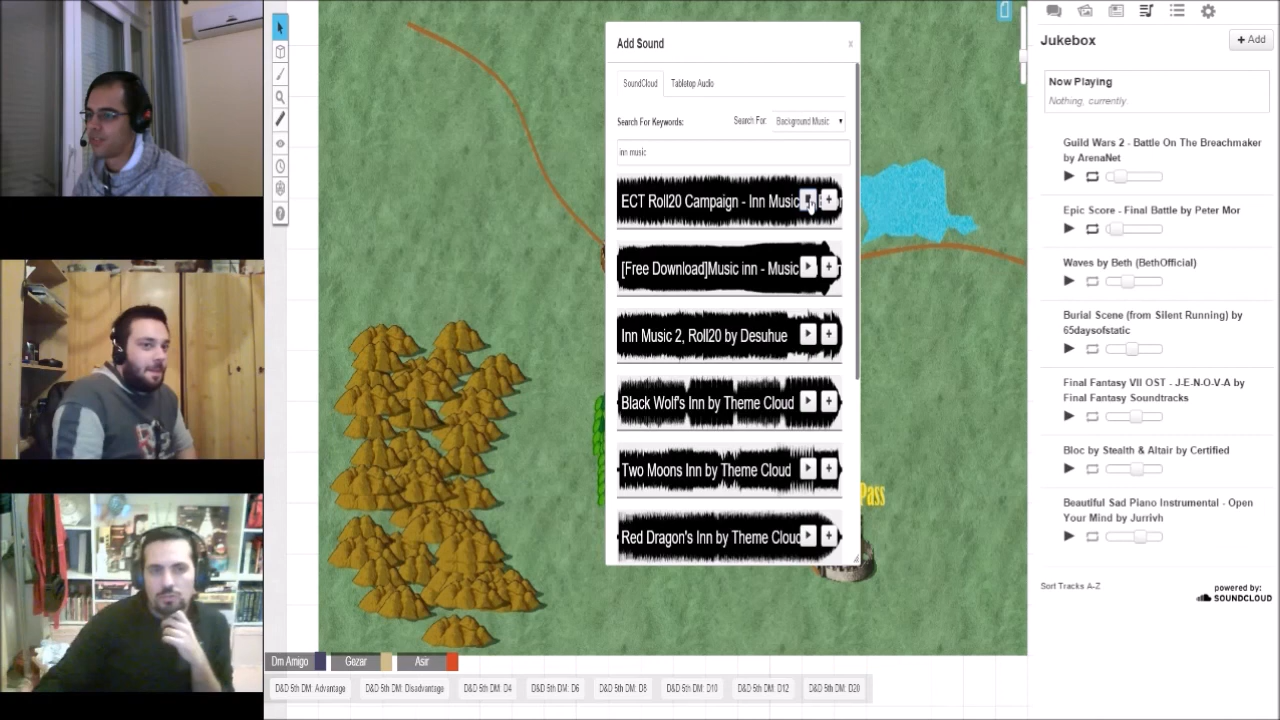 Add Sound
x
SoundCloud
Tabletop Audio
Search For Keywords:
Search For:
Background Music
inn music
ECT Roll20 Campaign - Inn Music
[Free Download]Music inn - Music
Inn Music 2, Roll20 by Desuhue
Black Wolf's Inn by Theme Cloud
Two Moons Inn by Theme Cloud
Red Dragon's Inn by Theme Cloud
Pass
Jukebox
+ Add
Now Playing
Nothing, currently.
Guild Wars 2 - Battle On The Breachmaker
by ArenaNet
Epic Score - Final Battle by Peter Mor
Waves by Beth (BethOfficial)
Burial Scene (from Silent Running) by
65daysofstatic
Final Fantasy VII OST - J-E-N-O-V-A by
Final Fantasy Soundtracks
Bloc by Stealth & Altair by Certified
Beautiful Sad Piano Instrumental - Open
Your Mind by Jurrivh
Sort Tracks A-Z
powered by:
SOUNDCLOUD
Dm Amigo
Gezar
Asir
D&D 5th DM: Advantage
D&D 5th DM: Disadvantage
D&D 5th DM: D4
D&D 5th DM: D6
D&D 5th DM: D8
D&D 5th DM: D10
D&D 5th DM: D12
D&D 5th DM: D20